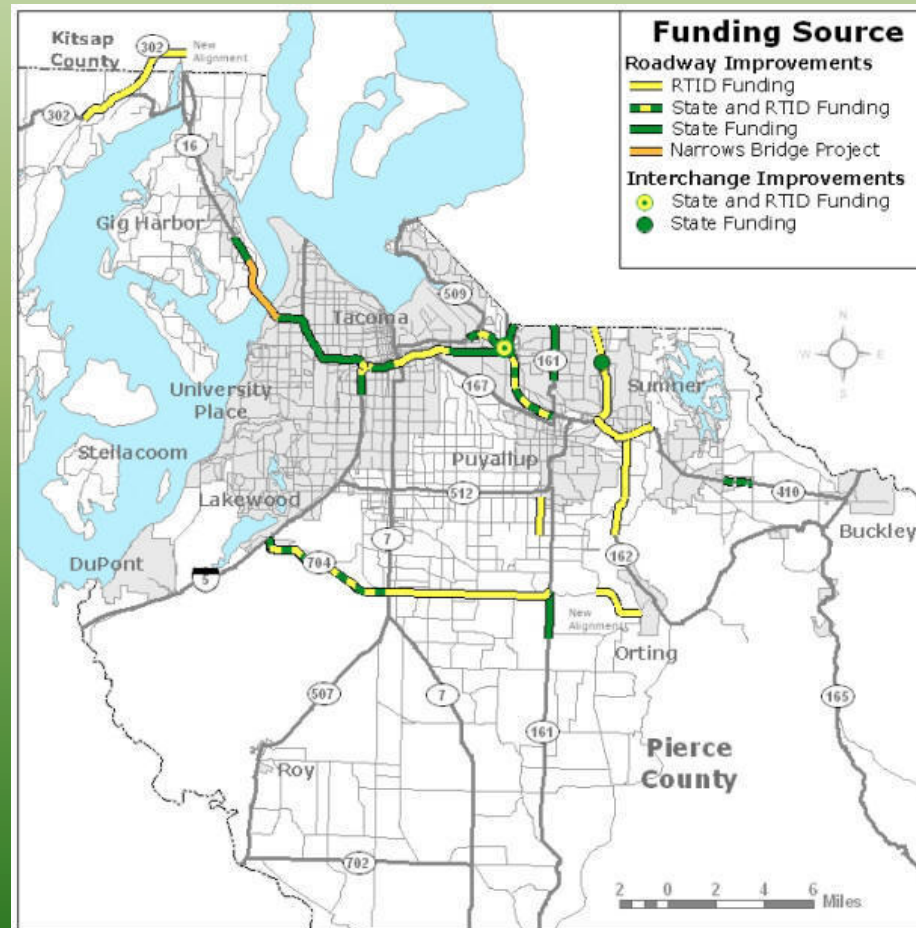 Funding Source
Roadway Improvements
RTID Funding
State and RTID Funding
State Funding
Narrows Bridge Project
Interchange Improvements
State and RTID Funding
State Funding
Kitsap
County
302
New
Alignment
302
16
Gig Harbor
509
Tacoma
N
W
E
S
161
167
Sumner
University
Place
Stellacoom
Puyallup
Lakewood
512
410
Buckley
7
162
DuPont
704
5
New
Alignments
Orting
507
7
165
161
Roy
Pierce
County
702
2 0 2 4 6 Miles